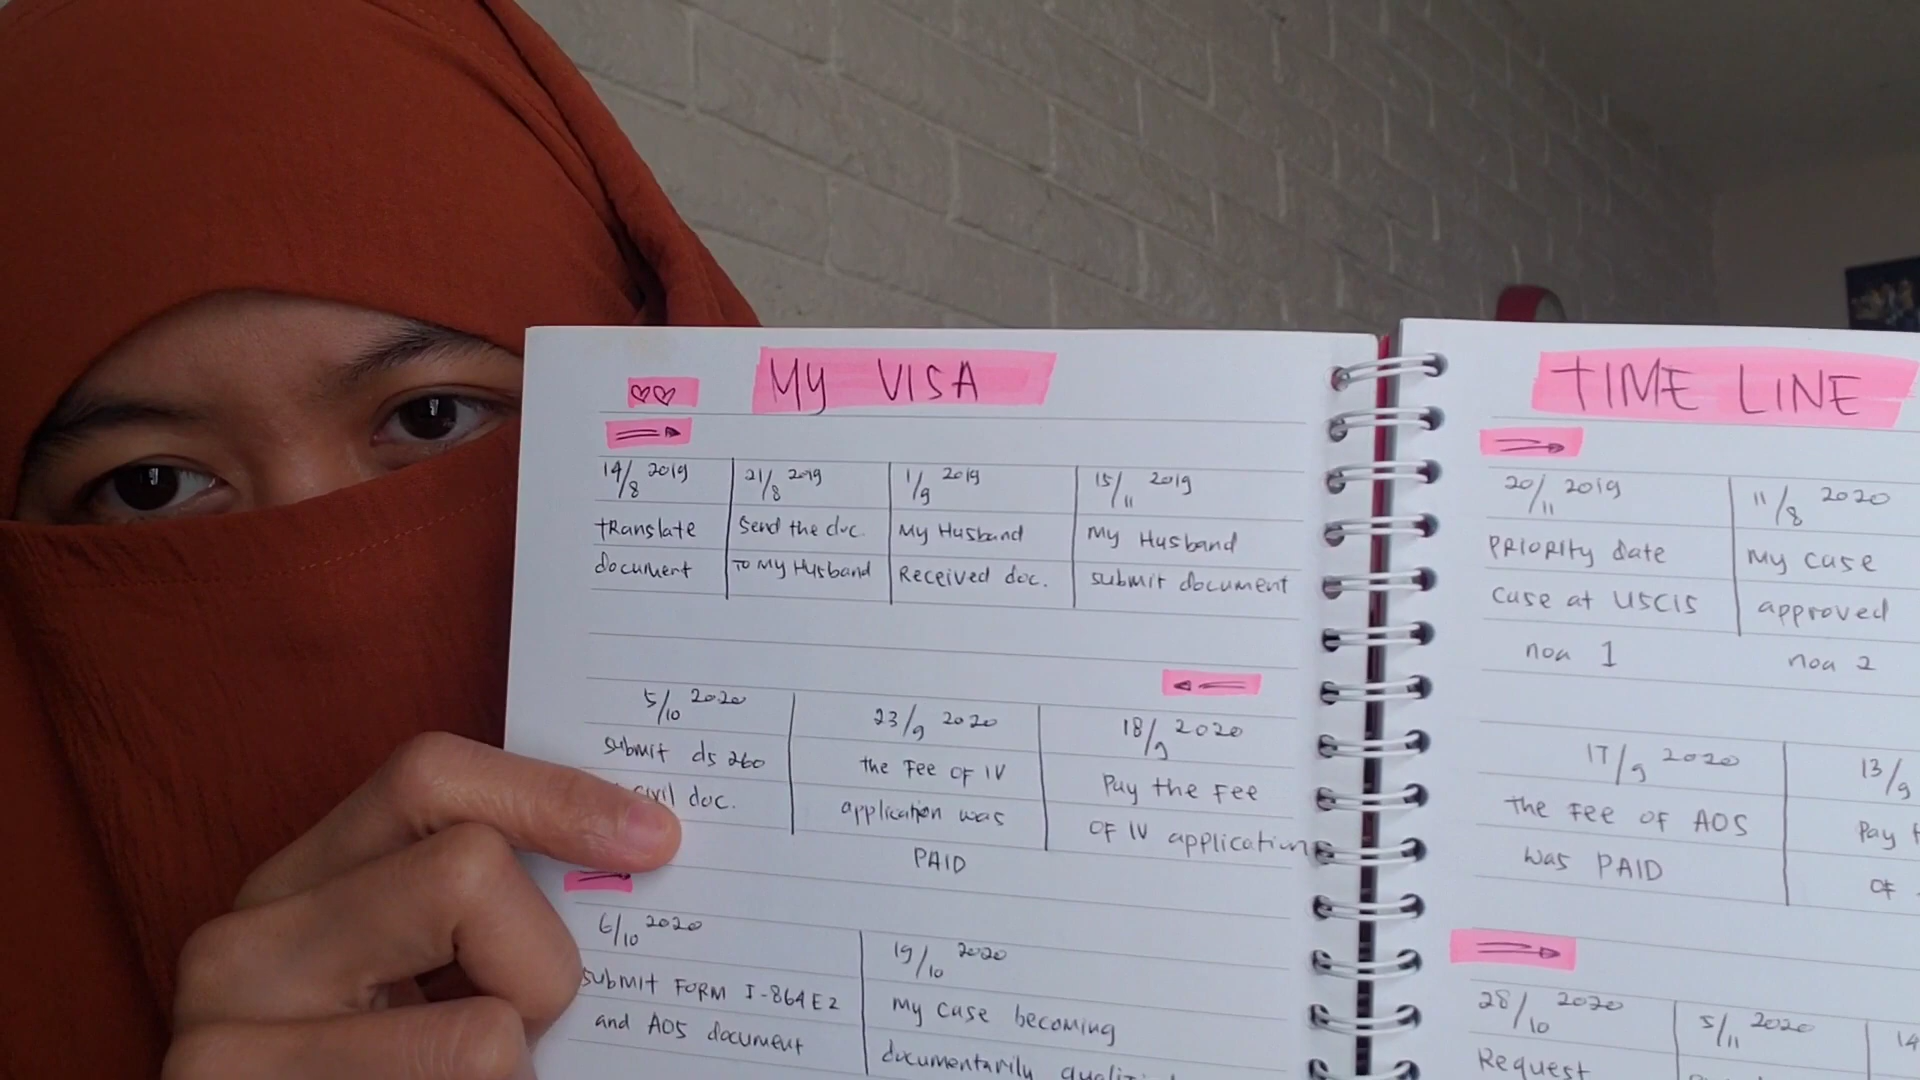 MY VISA
14/8 2019
translate
document
21/8 2019
Send the doc.
To My Husband
1/9 2019
My Husband
Received doc.
15/11 2019
My Husband
submit document
5/10 2020
submit ds 260
civil doc.
23/9 2020
the Fee OF IV
application was
PAID
18/9 2020
Pay the Fee
OF IV application
6/10 2020
submit FORM I-864EZ
and AOS document
19/10 2020
my case becoming
documentarily
TIME LINE
20/11 2019
PRIORITY date
case at USCIS
noa 1
11/8 2020
My case
approved
noa 2
17/9 2020
the Fee OF AOS
was PAID
13/9
Pay
OF
28/10 2020
Request
5/11 2020
14